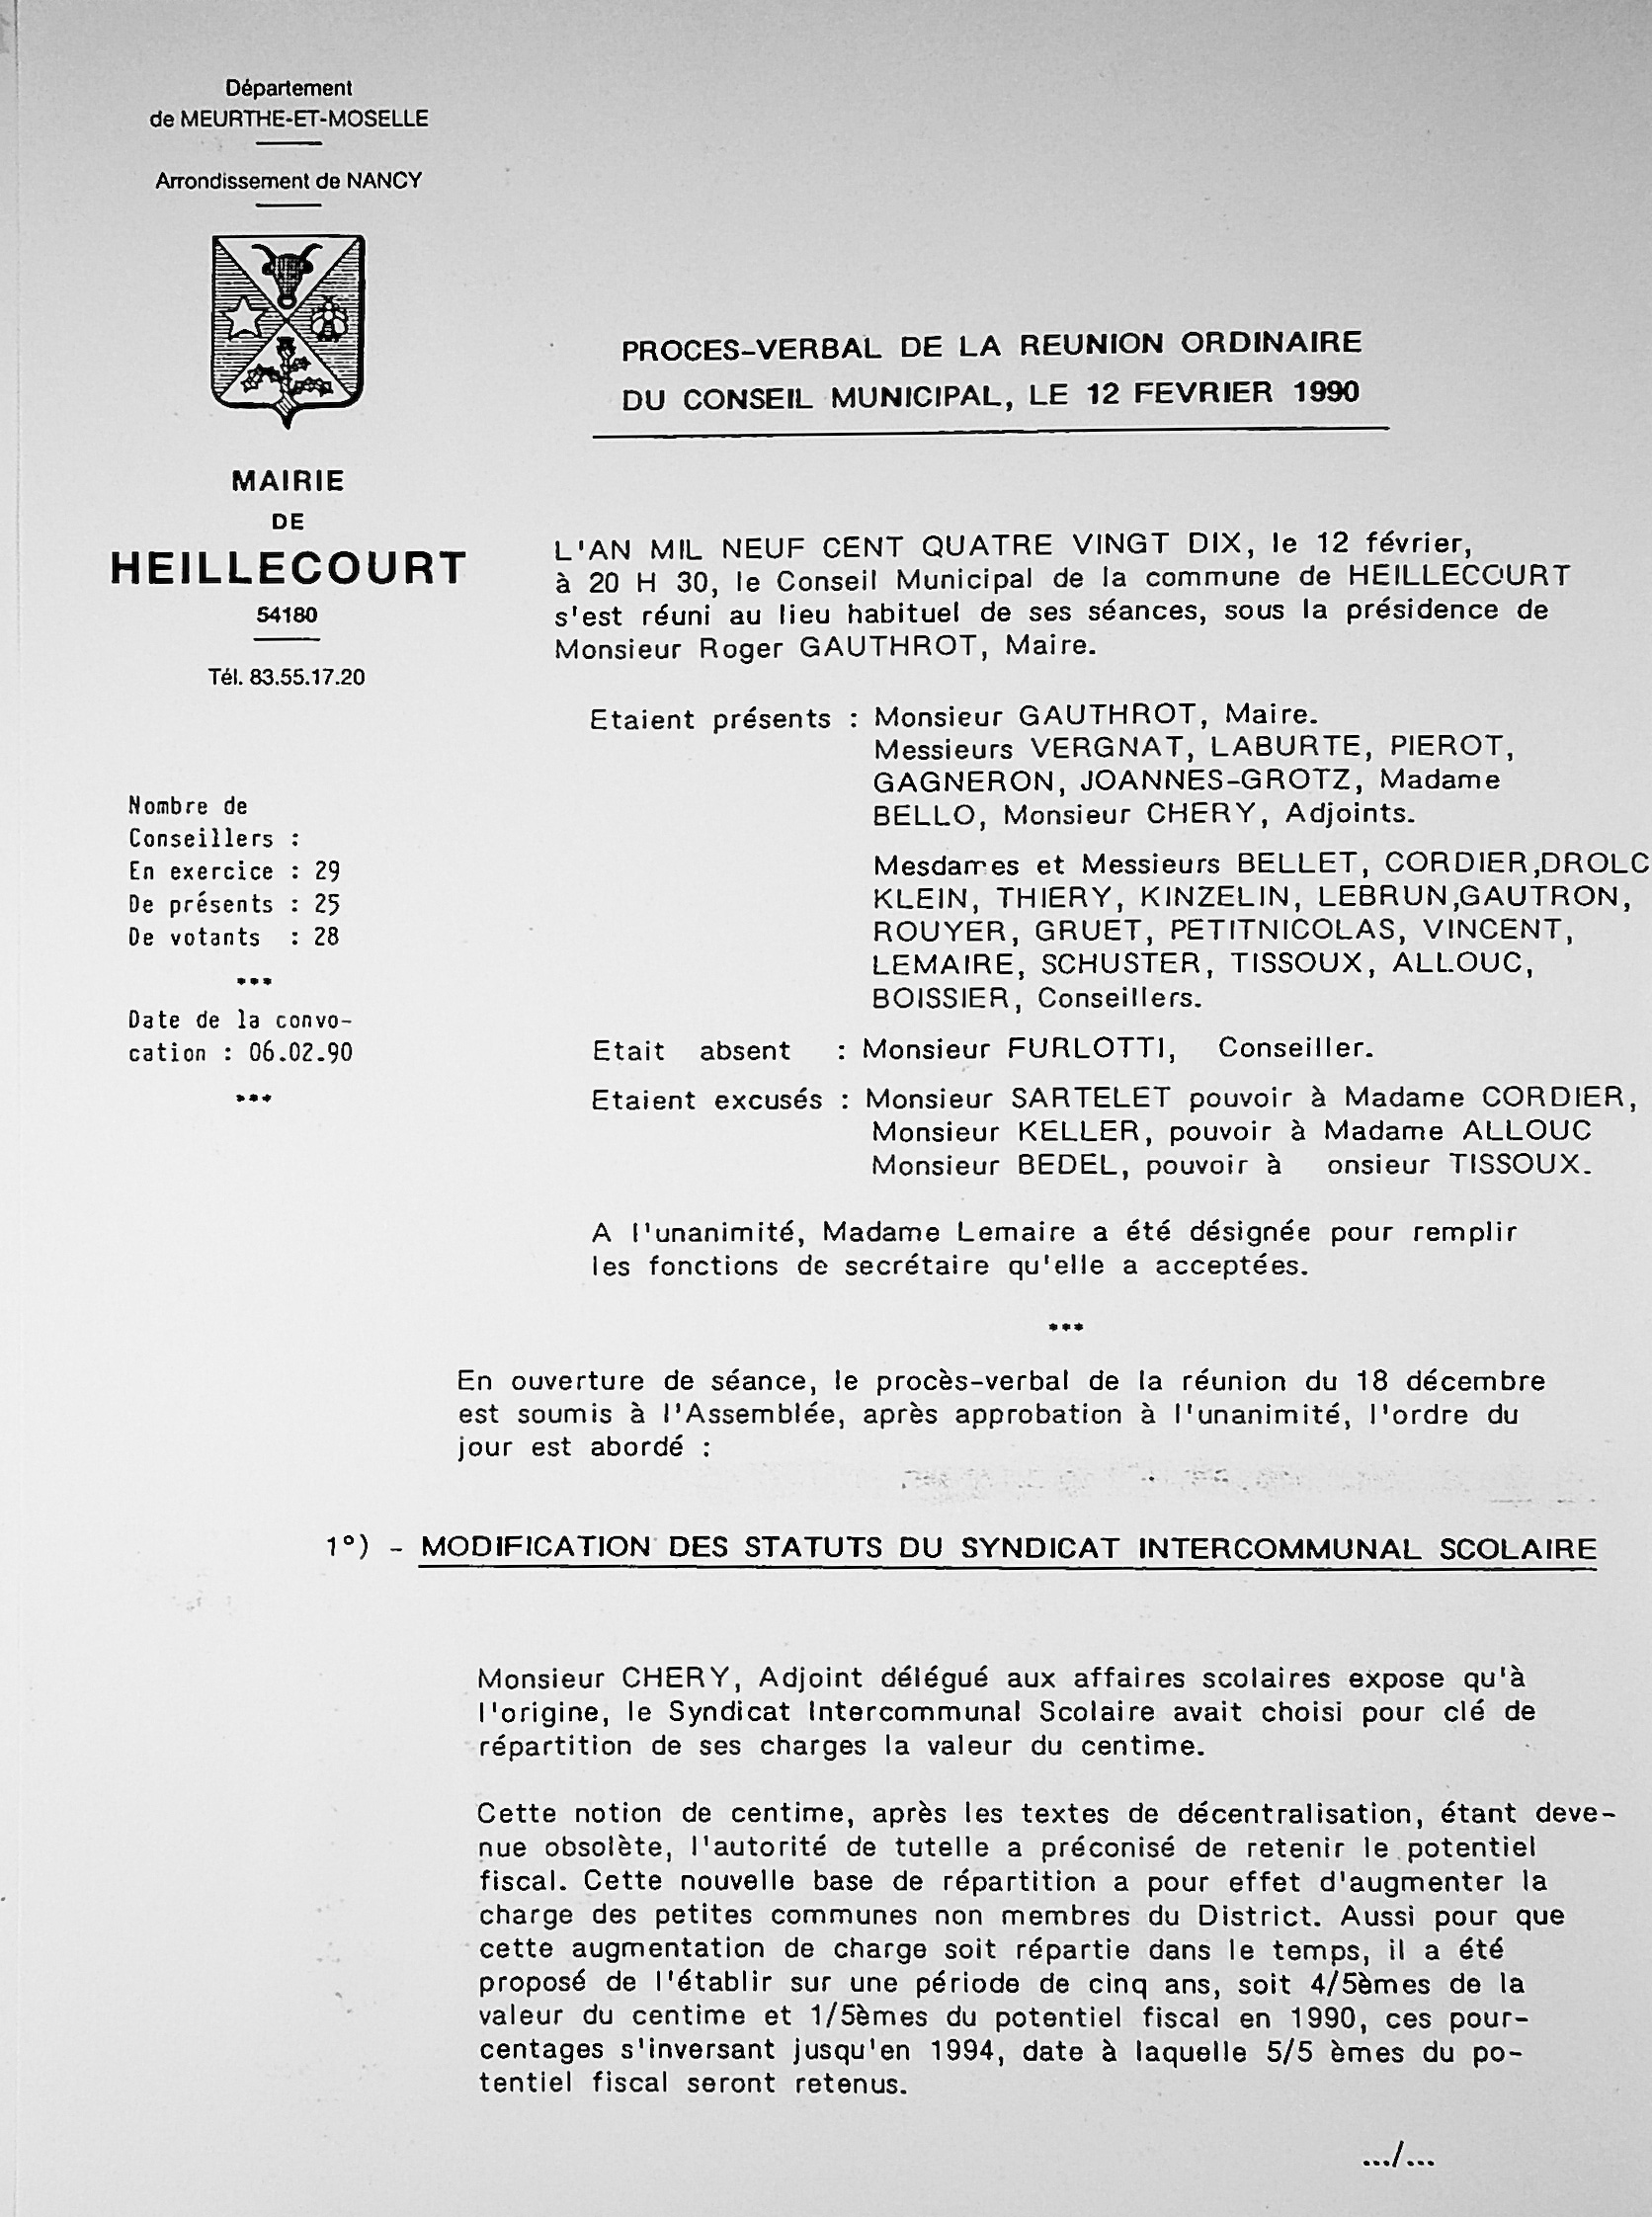 Département
de MEURTHE-ET-MOSELLE
Arrondissement de NANCY
MAIRIE
DE
HEILLECOURT
54180
Tél. 83.55.17.20
Nombre de
Conseillers :
En exercice : 29
De présents : 25
De votants : 28
***
Date de la convo-
cation : 06.02.90
***
PROCES-VERBAL DE LA REUNION ORDINAIRE
DU CONSEIL MUNICIPAL, LE 12 FEVRIER 1990
L'AN MIL NEUF CENT QUATRE VINGT DIX, le 12 février,
à 20 H 30, le Conseil Municipal de la commune de HEILLECOURT
s'est réuni au lieu habituel de ses séances, sous la présidence de
Monsieur Roger GAUTHROT, Maire.
Etaient présents : Monsieur GAUTHROT, Maire.
Messieurs VERGNAT, LABURTE, PIEROT,
GAGNERON, JOANNES-GROTZ, Madame
BELLO, Monsieur CHERY, Adjoints.
Mesdames et Messieurs BELLET, CORDIER,DROLC
KLEIN, THIERY, KINZELIN, LEBRUN,GAUTRON,
ROUYER, GRUET, PETITNICOLAS, VINCENT,
LEMAIRE, SCHUSTER, TISSOUX, ALLOUC,
BOISSIER, Conseillers.
Etait absent : Monsieur FURLOTTI, Conseiller.
Etaient excusés : Monsieur SARTELET pouvoir à Madame CORDIER,
Monsieur KELLER, pouvoir à Madame ALLOUC
Monsieur BEDEL, pouvoir à onsieur TISSOUX.
A l'unanimité, Madame Lemaire a été désignée pour remplir
les fonctions de secrétaire qu'elle a acceptées.
***
En ouverture de séance, le procès-verbal de la réunion du 18 décembre
est soumis à l'Assemblée, après approbation à l'unanimité, l'ordre du
jour est abordé :
1°) - MODIFICATION DES STATUTS DU SYNDICAT INTERCOMMUNAL SCOLAIRE
Monsieur CHERY, Adjoint délégué aux affaires scolaires expose qu'à
l'origine, le Syndicat Intercommunal Scolaire avait choisi pour clé de
répartition de ses charges la valeur du centime.
Cette notion de centime, après les textes de décentralisation, étant deve-
nue obsolète, l'autorité de tutelle a préconisé de retenir le potentiel
fiscal. Cette nouvelle base de répartition a pour effet d'augmenter la
charge des petites communes non membres du District. Aussi pour que
cette augmentation de charge soit répartie dans le temps, il a été
proposé de l'établir sur une période de cinq ans, soit 4/5èmes de la
valeur du centime et 1/5èmes du potentiel fiscal en 1990, ces pour-
centages s'inversant jusqu'en 1994, date à laquelle 5/5 èmes du po-
tentiel fiscal seront retenus.
.../...